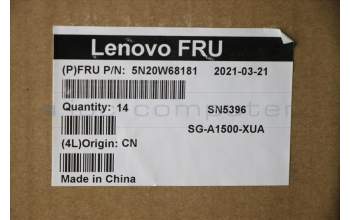 Lenovo FRU
(P)FRU P/N: 5N20W68181 2021-03-21
Quantity: 14 SN5396
SG-A1500-XUA
(4L)Origin: CN
Made in China